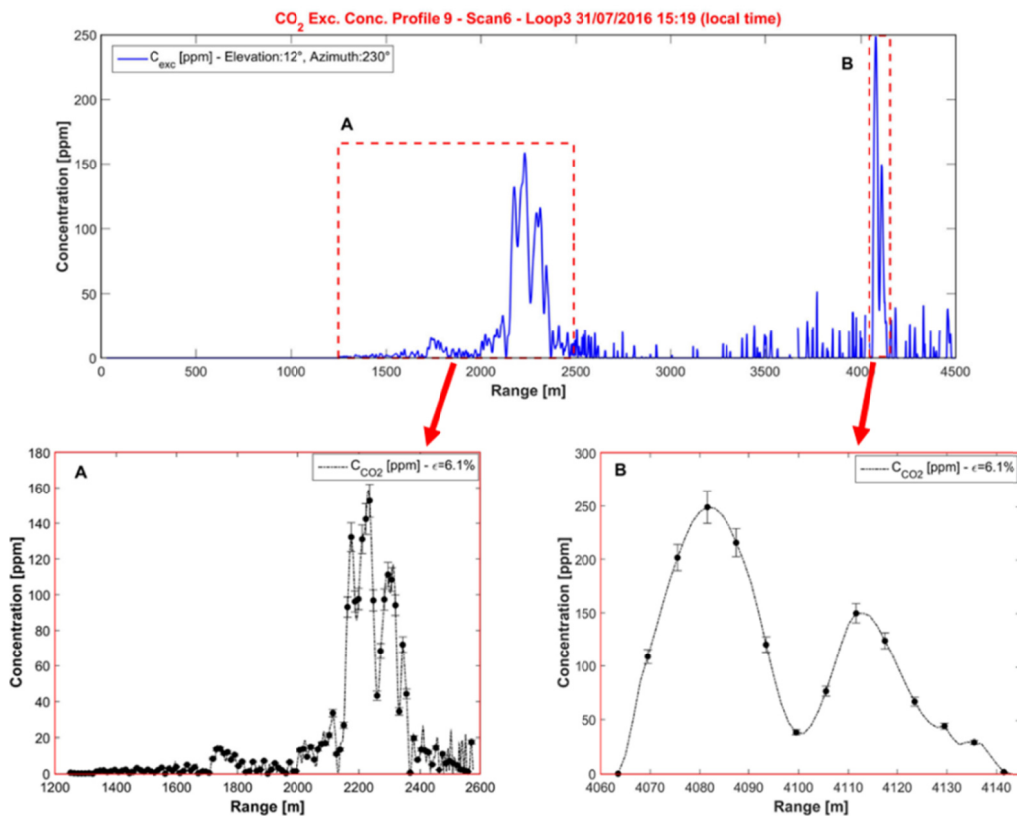 CO2 Exc. Conc. Profile 9 - Scan6 - Loop3 31/07/2016 15:19 (local time)
Concentration [ppm]
250
200
150
100
50
0
Cexc [ppm] - Elevation:12°, Azimuth:230°
A
B
0 500 1000 1500 2000 2500 3000 3500 4000 4500
Range [m]
Concentration [ppm]
180
160
140
120
100
80
60
40
20
0
A
CCO2 [ppm] - ϵ=6.1%
1200 1400 1600 1800 2000 2200 2400 2600
Range [m]
Concentration [ppm]
300
250
200
150
100
50
0
B
CCO2 [ppm] - ϵ=6.1%
4060 4070 4080 4090 4100 4110 4120 4130 4140
Range [m]